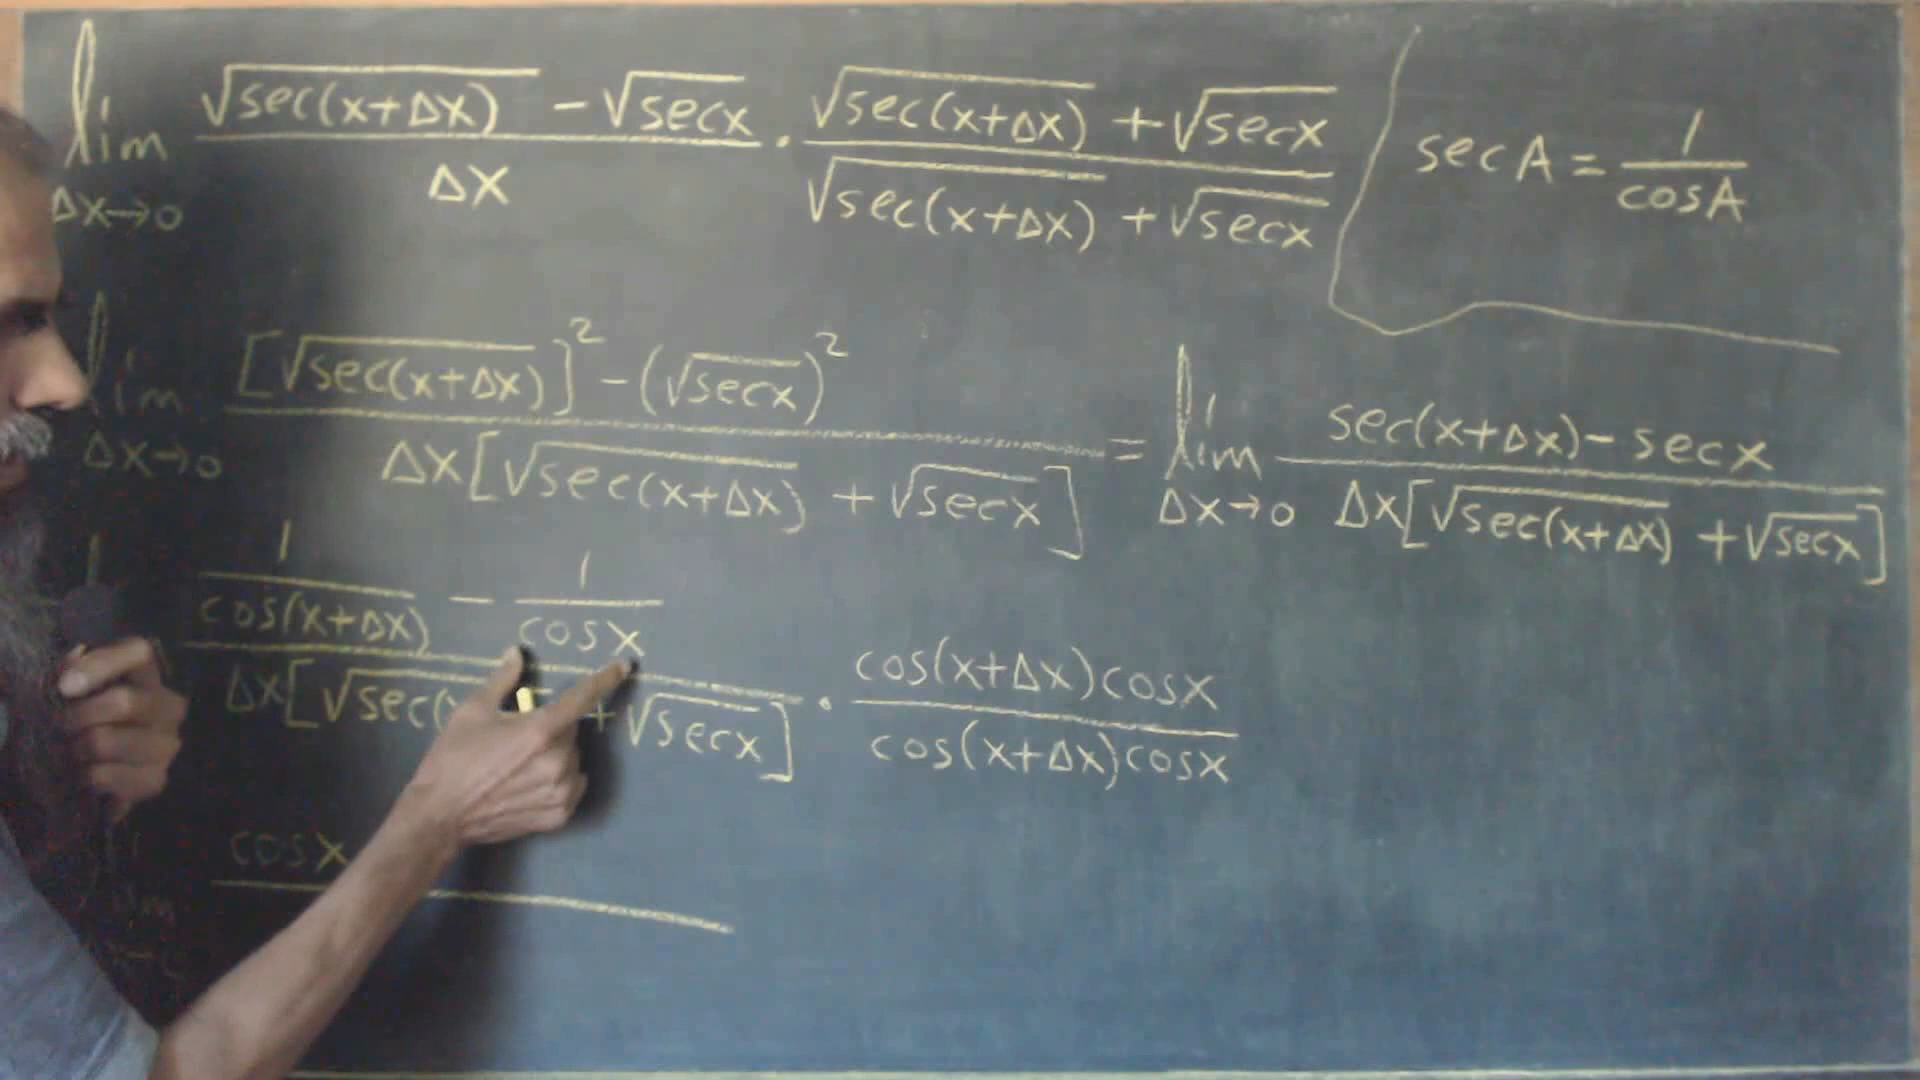 lim Δx→0 √sec(x+Δx) - √secx / Δx · √sec(x+Δx) + √secx / √sec(x+Δx) + √secx
sec A = 1 / cosA
lim Δx→0 [√sec(x+Δx)]² - (√secx)² / Δx[√sec(x+Δx) + √secx] = lim Δx→0 sec(x+Δx) - secx / Δx[√sec(x+Δx) + √secx]
1 / cos(x+Δx) - 1 / cosx / Δx[√sec( + √secx] · cos(x+Δx)cosx / cos(x+Δx)cosx
cosx